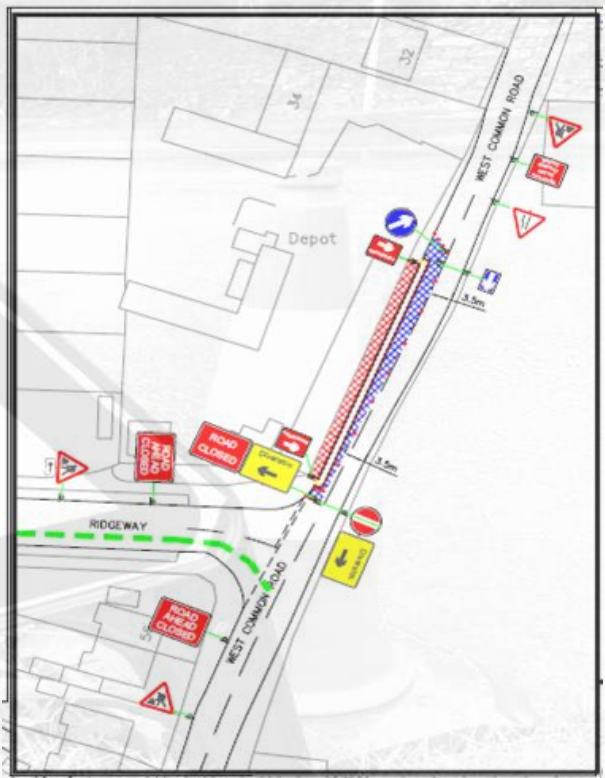 32
34
WEST COMMON ROAD
Depot
3.5m
ROAD
CLOSED
Diversion
ROAD
AHEAD
CLOSED
3.5m
RIDGEWAY
Diversion
ROAD
AHEAD
CLOSED
WEST COMMON ROAD